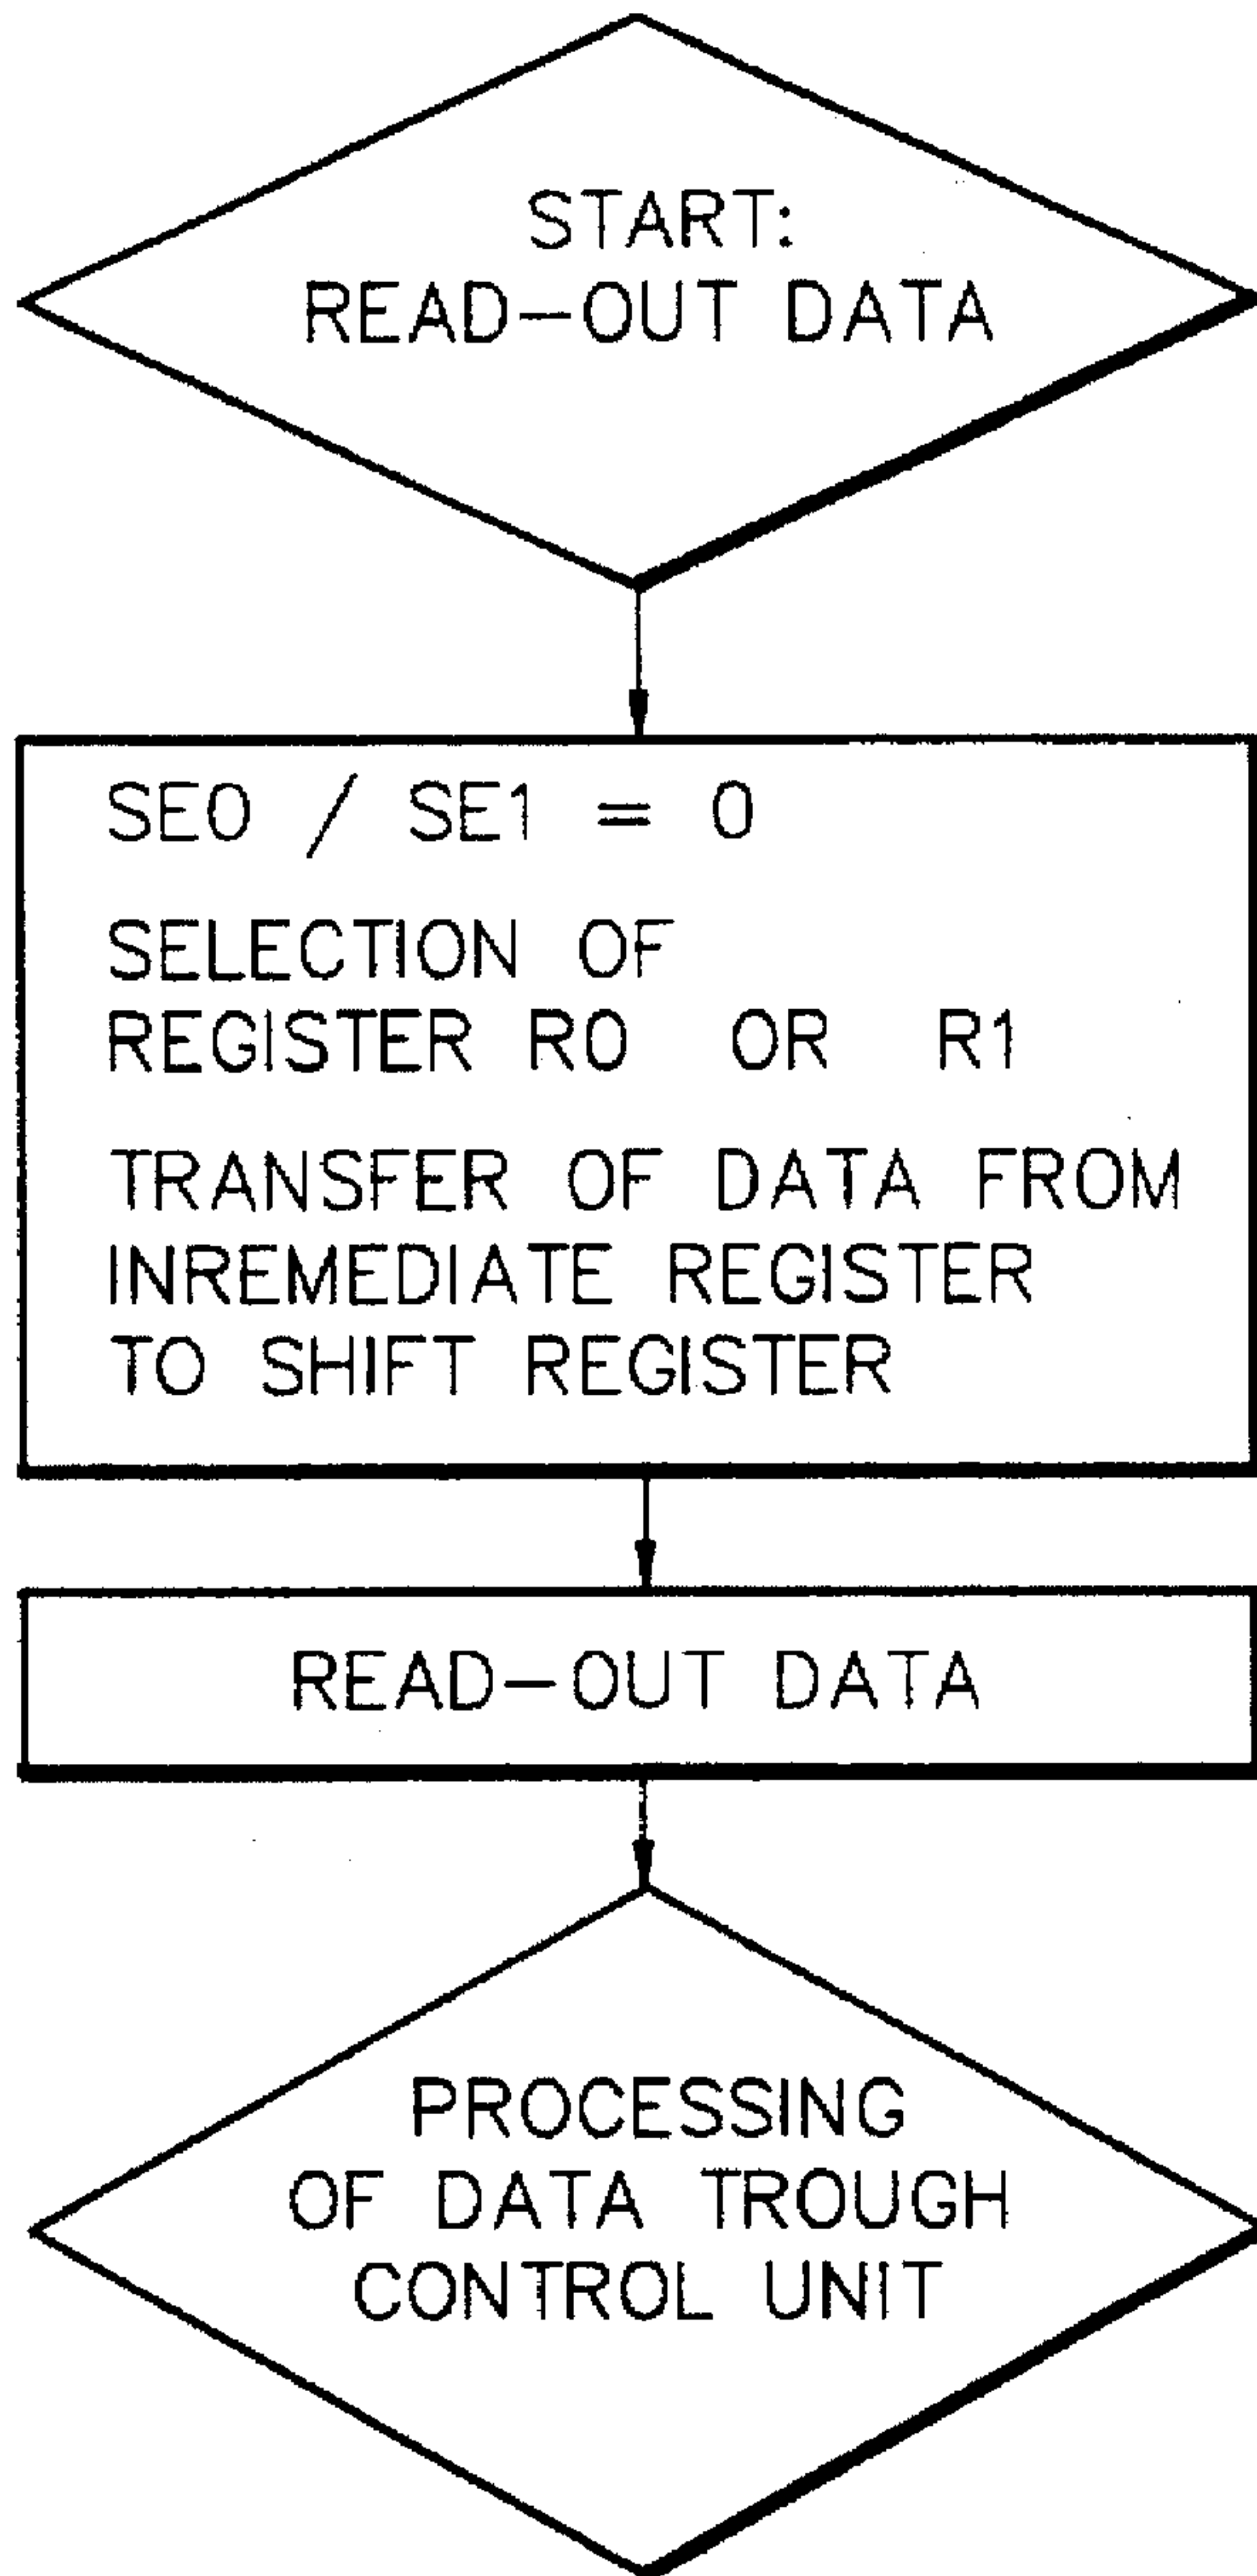 START:
READ-OUT DATA
SE0 / SE1 = 0
SELECTION OF
REGISTER R0 OR R1
TRANSFER OF DATA FROM
INREMEDIATE REGISTER
TO SHIFT REGISTER
READ-OUT DATA
PROCESSING
OF DATA TROUGH
CONTROL UNIT